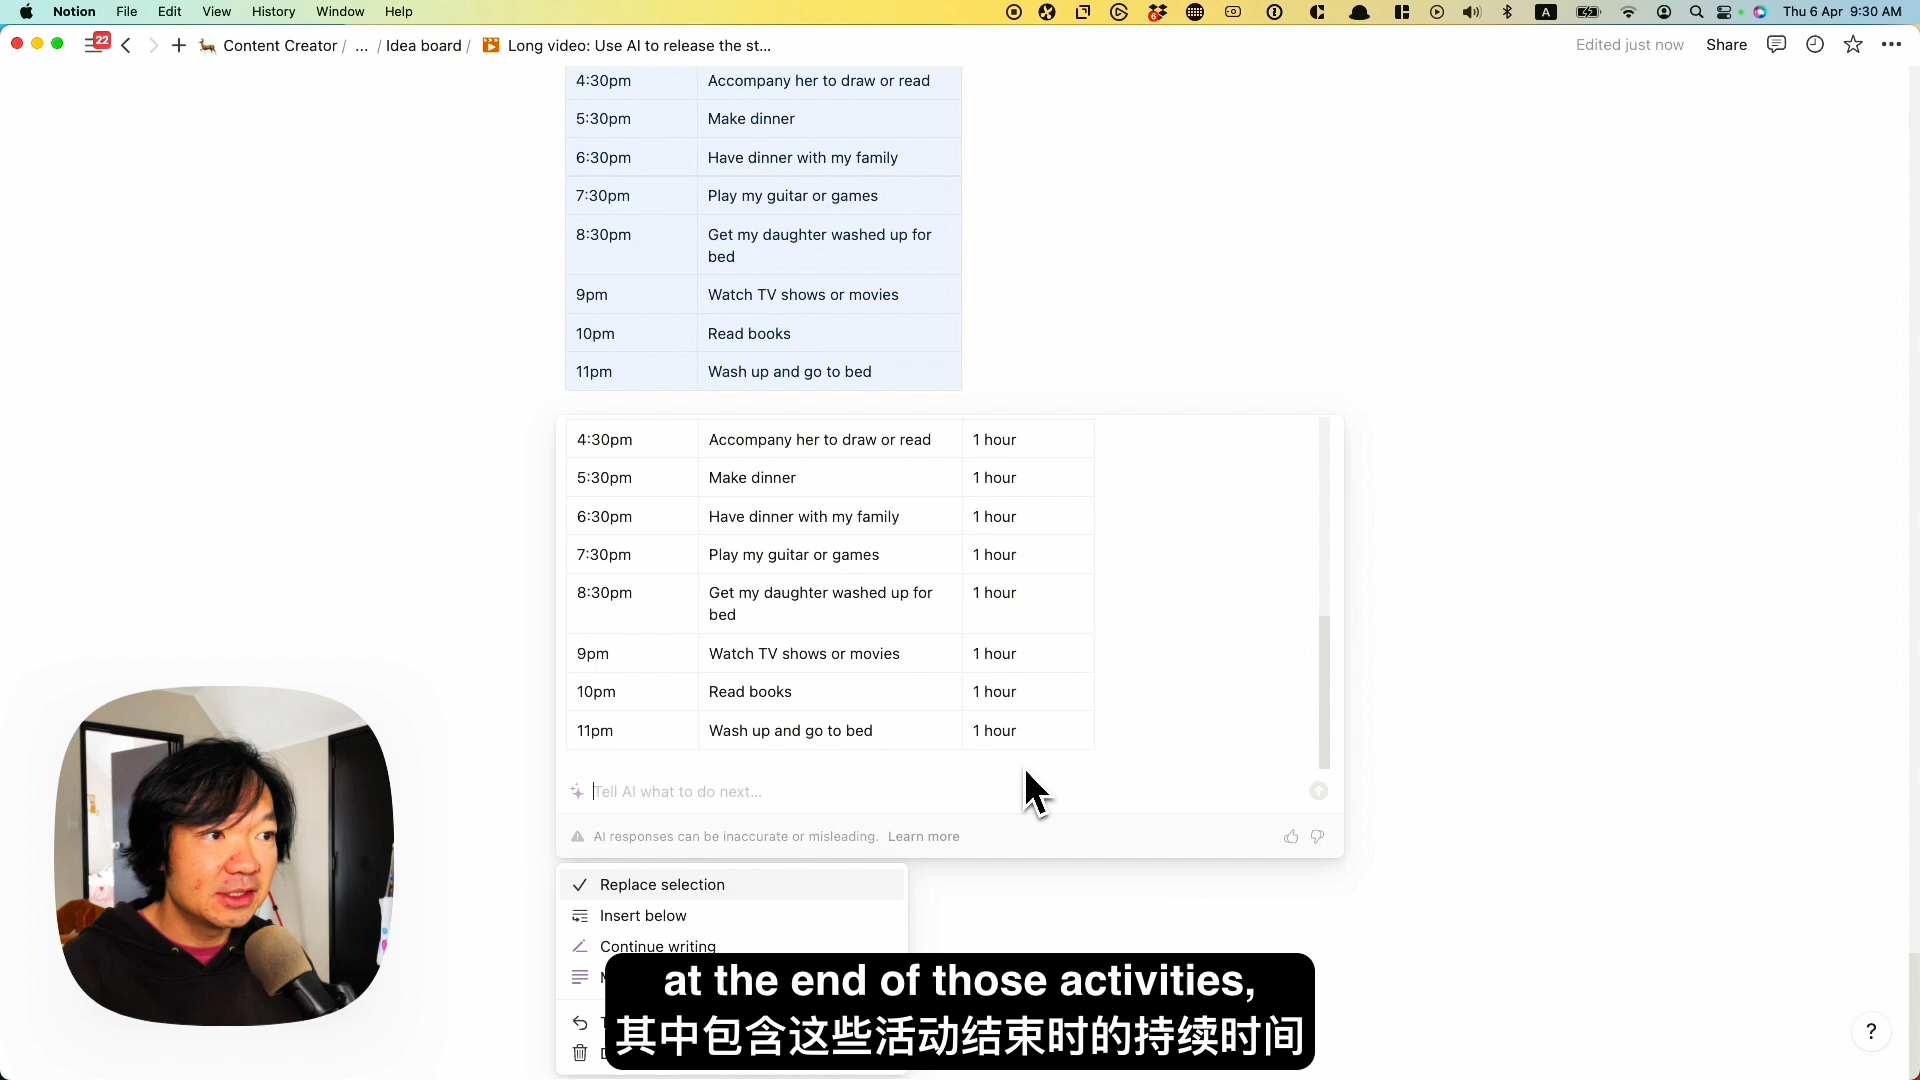 Notion File Edit View History Window Help
6
A
Thu 6 Apr 9:30 AM
22
Content Creator / ... / Idea board / Long video: Use AI to release the st...
Edited just now Share
4:30pm Accompany her to draw or read
5:30pm Make dinner
6:30pm Have dinner with my family
7:30pm Play my guitar or games
8:30pm Get my daughter washed up for
bed
9pm Watch TV shows or movies
10pm Read books
11pm Wash up and go to bed
4:30pm Accompany her to draw or read 1 hour
5:30pm Make dinner 1 hour
6:30pm Have dinner with my family 1 hour
7:30pm Play my guitar or games 1 hour
8:30pm Get my daughter washed up for 1 hour
bed
9pm Watch TV shows or movies 1 hour
10pm Read books 1 hour
11pm Wash up and go to bed 1 hour
Tell AI what to do next...
AI responses can be inaccurate or misleading. Learn more
Replace selection
Insert below
Continue writing
at the end of those activities,
其中包含这些活动结束时的持续时间
?